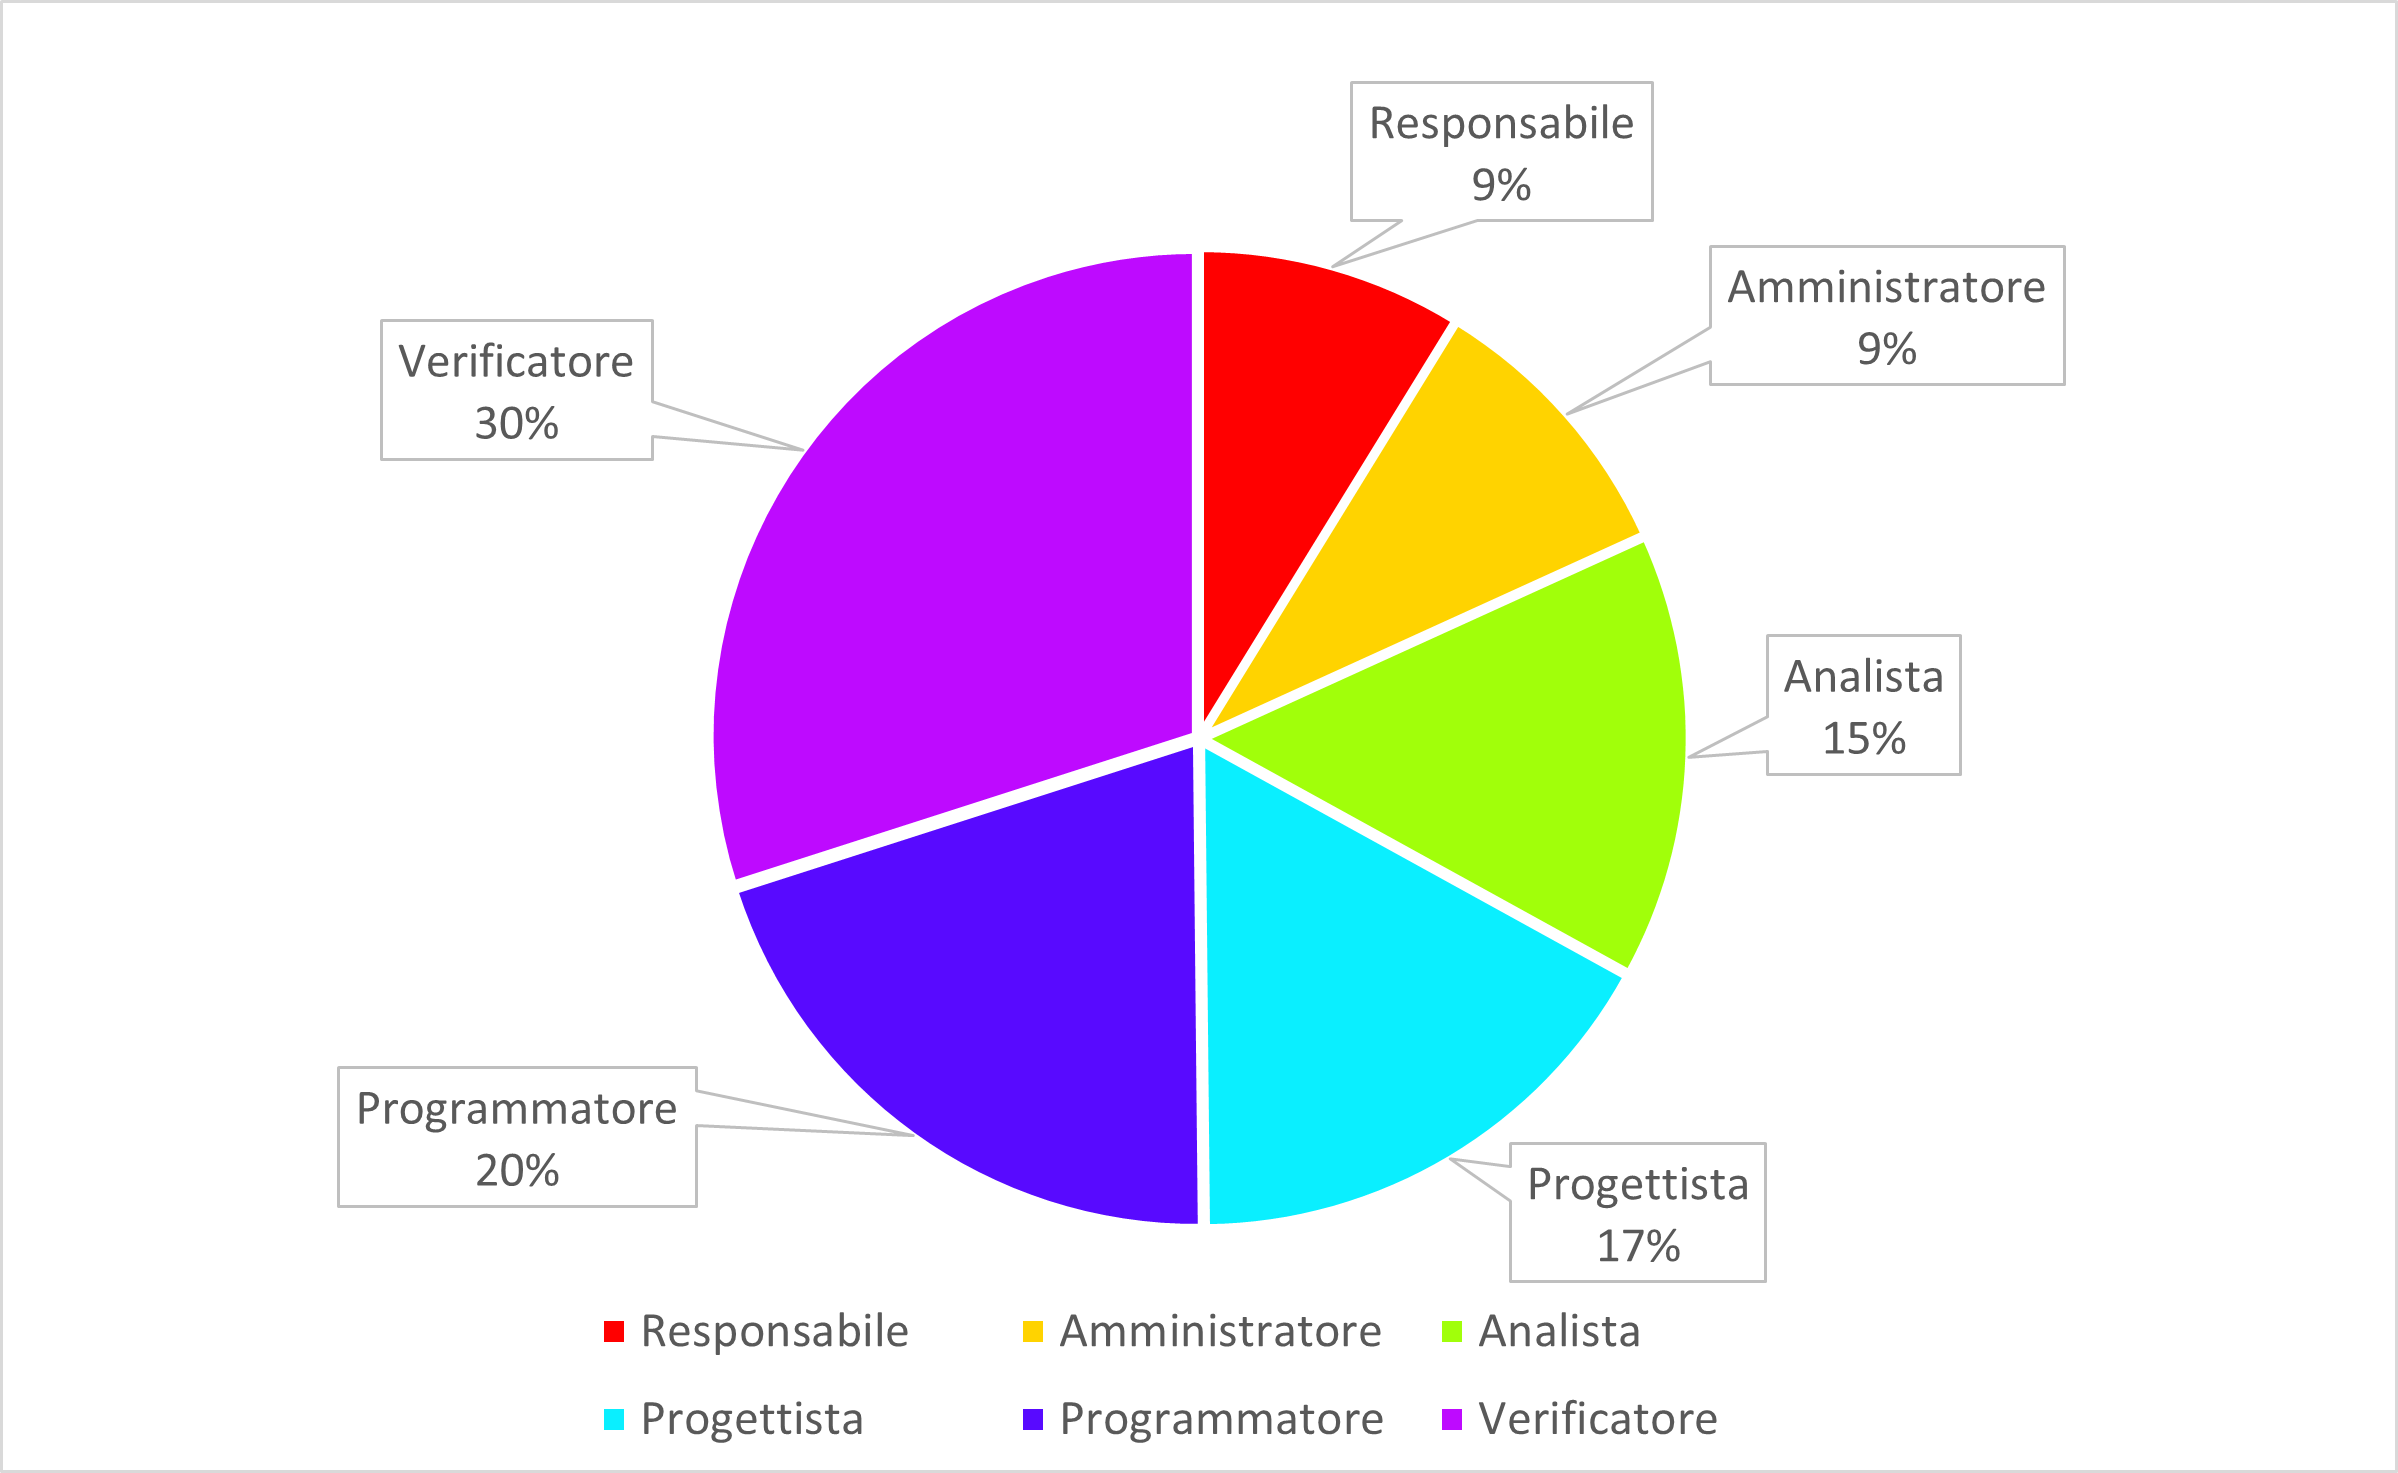 Responsabile
9%
Amministratore
9%
Verificatore
30%
Analista
15%
Programmatore
20%
Progettista
17%
Responsabile
Amministratore
Analista
Progettista
Programmatore
Verificatore